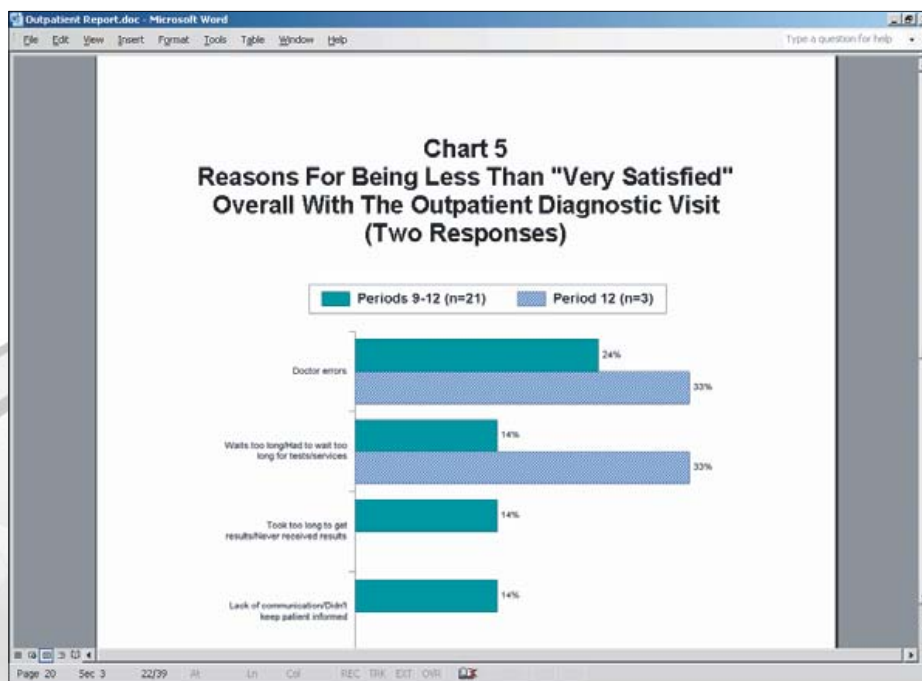 Outpatient Report.doc - Microsoft Word
File Edit View Insert Format Tools Table Window Help
Type a question for help
Chart 5
Reasons For Being Less Than "Very Satisfied"
Overall With The Outpatient Diagnostic Visit
(Two Responses)
Periods 9-12 (n=21) Period 12 (n=3)
Doctor errors
24%
33%
Waits too long/Had to wait too
long for tests/services
14%
33%
Took too long to get
results/Never received results
14%
Lack of communication/Didn't
keep patient informed
14%
Page 20 Sec 3 22/39 At Ln Col REC TRK EXT OVR